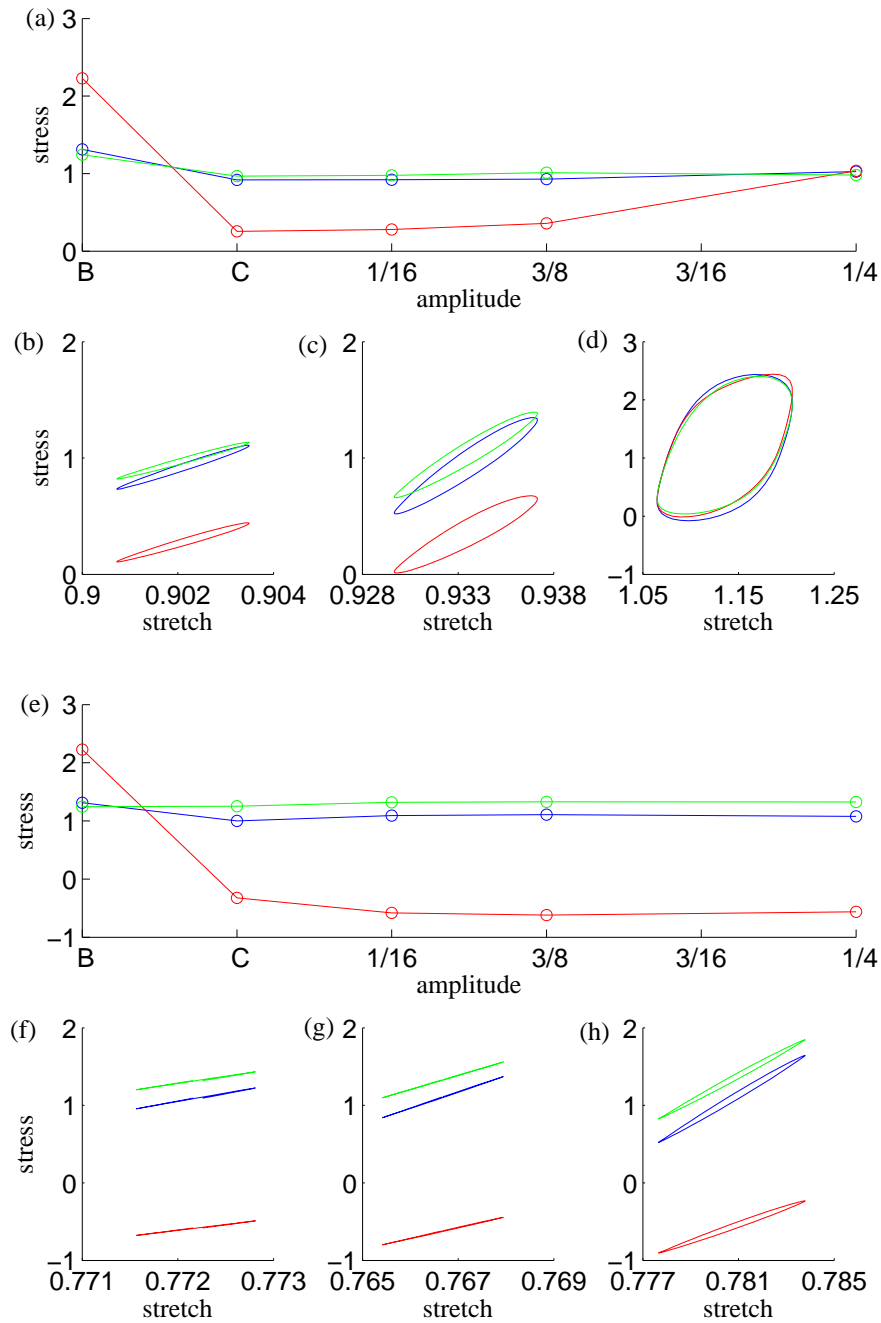 (a)
3
2
1
0
stress
B C 1/16 3/8 3/16 1/4
amplitude
(b)
2
1
0
stress
0.9 0.902 0.904
stretch
(c)
2
1
0
0.928 0.933 0.938
stretch
(d)
3
2
1
0
−1
1.05 1.15 1.25
stretch
(e)
3
2
1
0
−1
stress
B C 1/16 3/8 3/16 1/4
amplitude
(f)
2
1
0
−1
stress
0.771 0.772 0.773
stretch
(g)
2
1
0
−1
0.765 0.767 0.769
stretch
(h)
2
1
0
−1
0.777 0.781 0.785
stretch